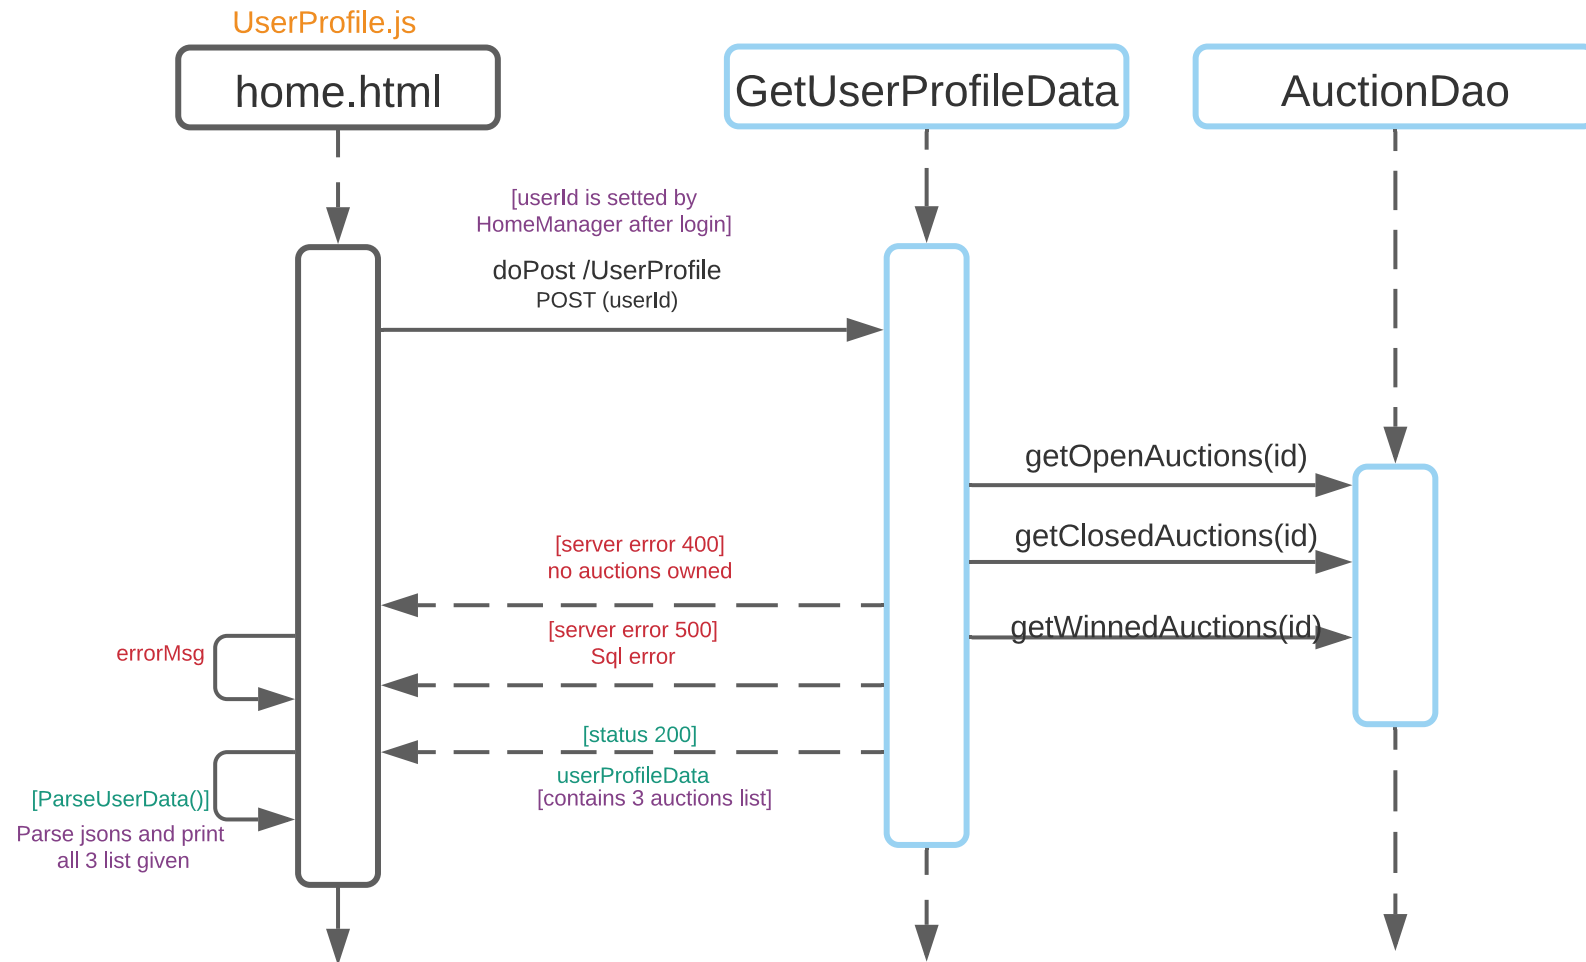 UserProfile.js
home.html
GetUserProfileData
AuctionDao
[userId is setted by
HomeManager after login]
doPost /UserProfile
POST (userId)
getOpenAuctions(id)
getClosedAuctions(id)
[server error 400]
no auctions owned
getWinnedAuctions(id)
[server error 500]
Sql error
errorMsg
[status 200]
userProfileData
[contains 3 auctions list]
[ParseUserData()]
Parse jsons and print
all 3 list given